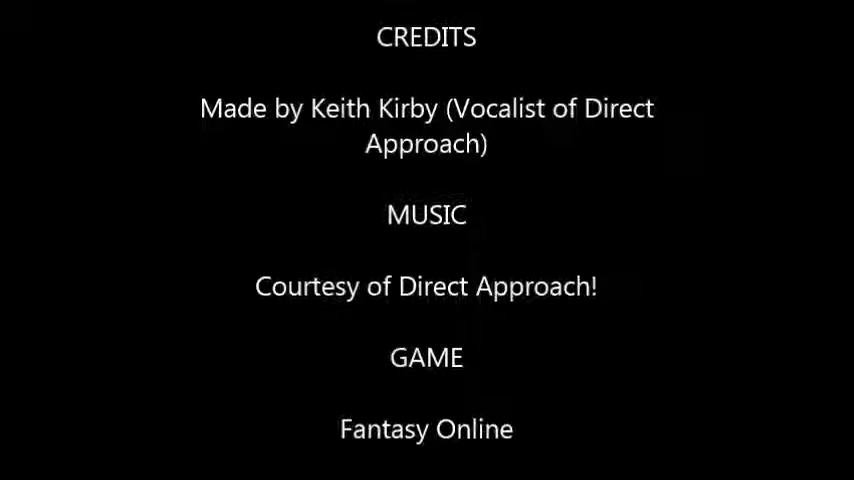 CREDITS
Made by Keith Kirby (Vocalist of Direct
Approach)
MUSIC
Courtesy of Direct Approach!
GAME
Fantasy Online